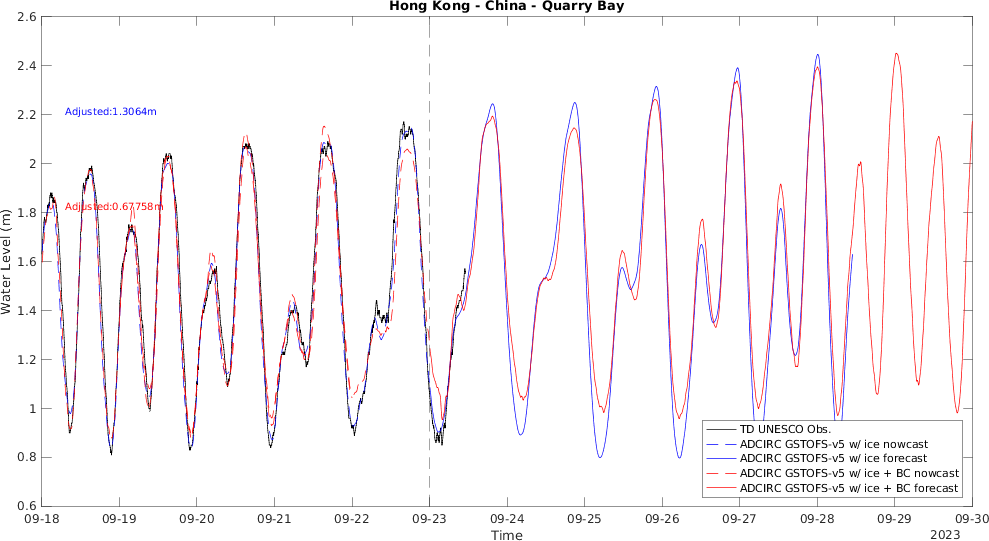 Hong Kong - China - Quarry Bay
2.6
2.4
2.2
2
1.8
1.6
1.4
1.2
1
0.8
0.6
Water Level (m)
Adjusted:1.3064m
Adjusted:0.67758m
TD UNESCO Obs.
ADCIRC GSTOFS-v5 w/ ice nowcast
ADCIRC GSTOFS-v5 w/ ice forecast
ADCIRC GSTOFS-v5 w/ ice + BC nowcast
ADCIRC GSTOFS-v5 w/ ice + BC forecast
09-18 09-19 09-20 09-21 09-22 09-23 09-24 09-25 09-26 09-27 09-28 09-29 09-30
Time
2023